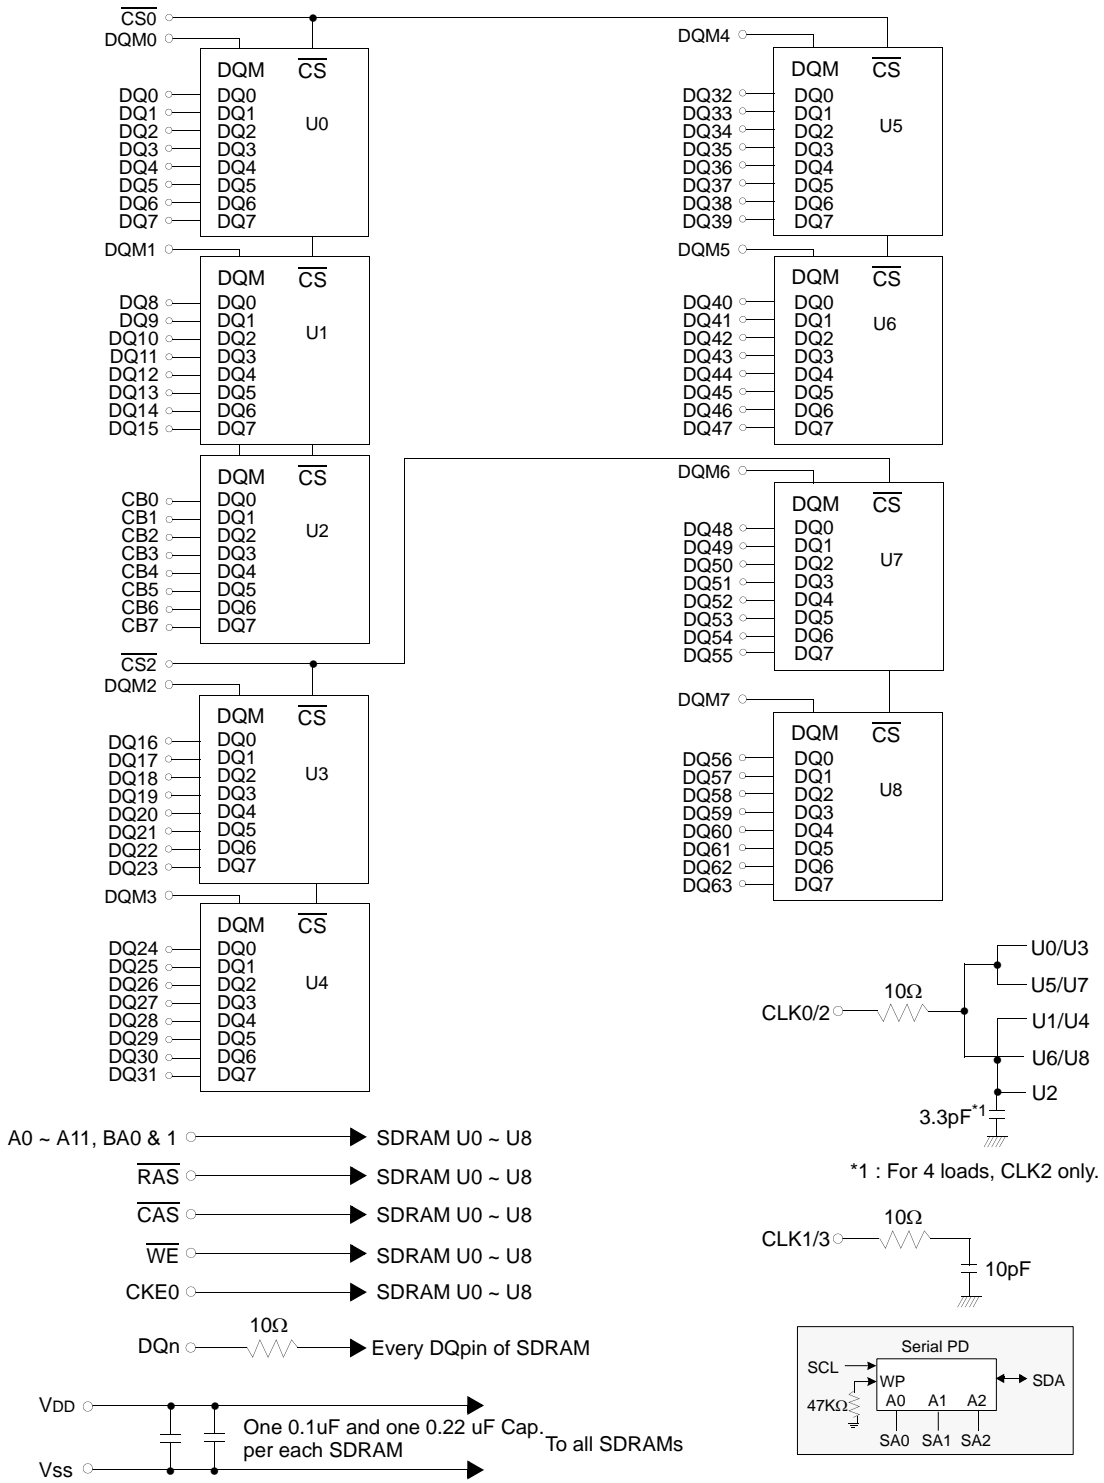 CS0
DQM0
DQM CS
DQ0 DQ0
DQ1 DQ1
DQ2 DQ2
DQ3 DQ3
DQ4 DQ4
DQ5 DQ5
DQ6 DQ6
DQ7 DQ7
U0
DQM1
DQM CS
DQ8 DQ0
DQ9 DQ1
DQ10 DQ2
DQ11 DQ3
DQ12 DQ4
DQ13 DQ5
DQ14 DQ6
DQ15 DQ7
U1
DQM CS
CB0 DQ0
CB1 DQ1
CB2 DQ2
CB3 DQ3
CB4 DQ4
CB5 DQ5
CB6 DQ6
CB7 DQ7
U2
CS2
DQM2
DQM CS
DQ16 DQ0
DQ17 DQ1
DQ18 DQ2
DQ19 DQ3
DQ20 DQ4
DQ21 DQ5
DQ22 DQ6
DQ23 DQ7
U3
DQM3
DQM CS
DQ24 DQ0
DQ25 DQ1
DQ26 DQ2
DQ27 DQ3
DQ28 DQ4
DQ29 DQ5
DQ30 DQ6
DQ31 DQ7
U4
DQM4
DQM CS
DQ32 DQ0
DQ33 DQ1
DQ34 DQ2
DQ35 DQ3
DQ36 DQ4
DQ37 DQ5
DQ38 DQ6
DQ39 DQ7
U5
DQM5
DQM CS
DQ40 DQ0
DQ41 DQ1
DQ42 DQ2
DQ43 DQ3
DQ44 DQ4
DQ45 DQ5
DQ46 DQ6
DQ47 DQ7
U6
DQM6
DQM CS
DQ48 DQ0
DQ49 DQ1
DQ50 DQ2
DQ51 DQ3
DQ52 DQ4
DQ53 DQ5
DQ54 DQ6
DQ55 DQ7
U7
DQM7
DQM CS
DQ56 DQ0
DQ57 DQ1
DQ58 DQ2
DQ59 DQ3
DQ60 DQ4
DQ61 DQ5
DQ62 DQ6
DQ63 DQ7
U8
A0 ~ A11, BA0 & 1 SDRAM U0 ~ U8
RAS SDRAM U0 ~ U8
CAS SDRAM U0 ~ U8
WE SDRAM U0 ~ U8
CKE0 SDRAM U0 ~ U8
10Ω
DQn Every DQpin of SDRAM
VDD
One 0.1uF and one 0.22 uF Cap.
per each SDRAM
To all SDRAMs
Vss
U0/U3
10Ω
U5/U7
CLK0/2
U1/U4
U6/U8
U2
3.3pF*1
*1 : For 4 loads, CLK2 only.
10Ω
CLK1/3
10pF
Serial PD
SCL
WP
SDA
47KΩ
A0 A1 A2
SA0 SA1 SA2